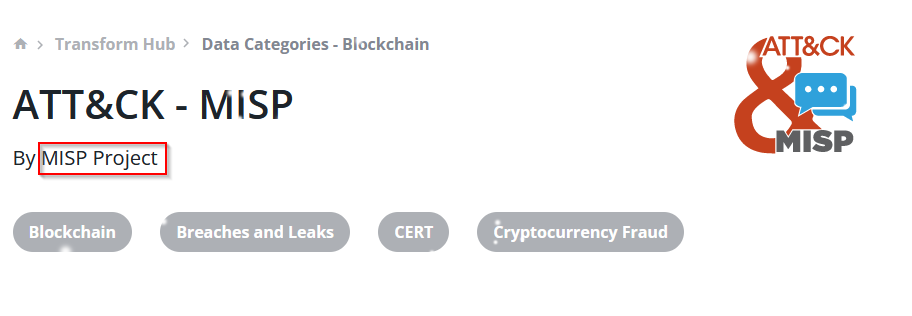 Transform Hub > Data Categories - Blockchain
ATT&CK - MISP
By MISP Project
Blockchain Breaches and Leaks CERT Cryptocurrency Fraud
ATT&CK
&
MISP